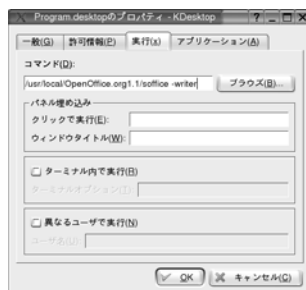 Program.desktopのプロパティ - KDesktop
一般(G) 許可情報(P) 実行(x) アプリケーション(A)
コマンド(D):
/usr/local/OpenOffice.org1.1/soffice -writer ブラウズ(B)...
パネル埋め込み
クリックで実行(E):
ウィンドウタイトル(W):
ターミナル内で実行(R)
ターミナルオプション(T):
異なるユーザで実行(N)
ユーザ名(U):
OK キャンセル(C)